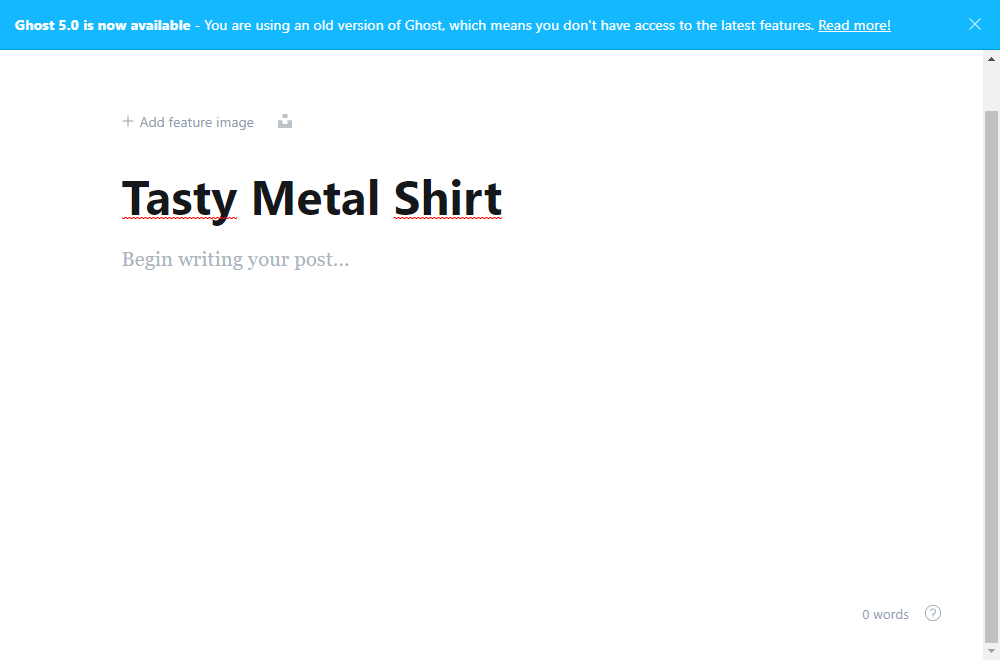 Ghost 5.0 is now available - You are using an old version of Ghost, which means you don't have access to the latest features. Read more!
Add feature image
Tasty Metal Shirt
Begin writing your post...
0 words